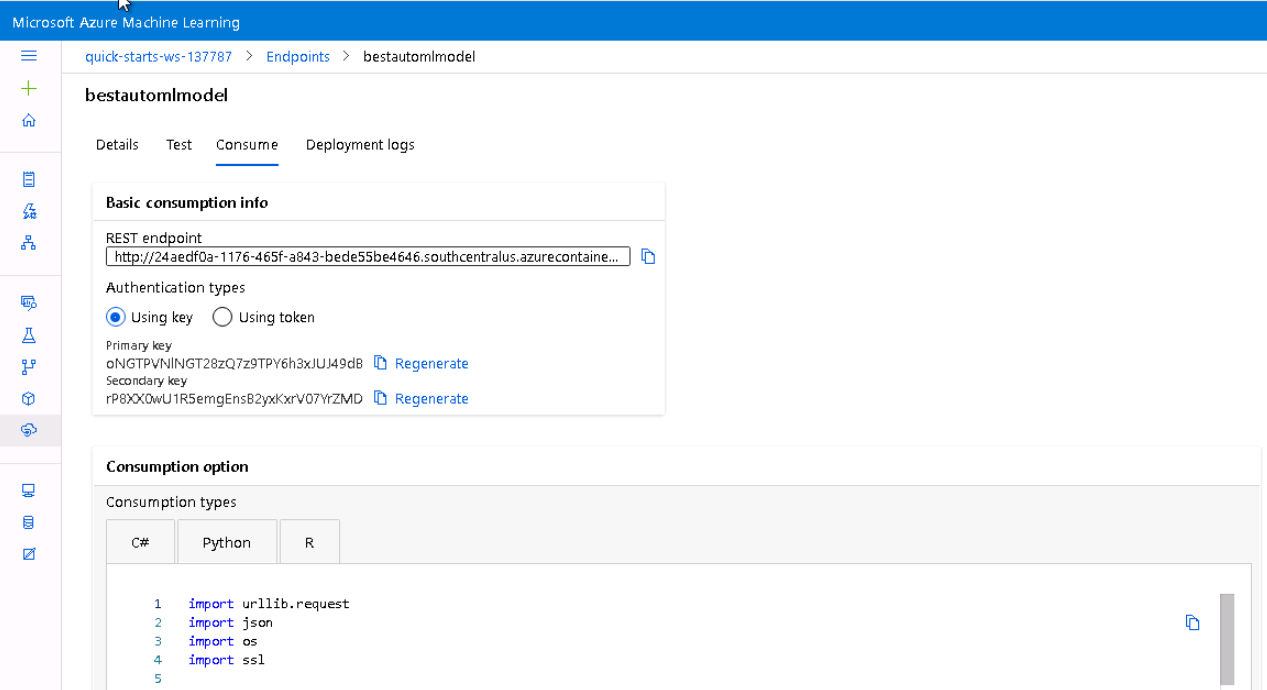 Microsoft Azure Machine Learning
quick-starts-ws-137787 > Endpoints > bestautomlmodel
bestautomlmodel
Details Test Consume Deployment logs
Basic consumption info
REST endpoint
http://24aedf0a-1176-465f-a843-bede55be4646.southcentralus.azurecontaine...
Authentication types
Using key Using token
Primary key
oNGTPVNlNGT28zQ7z9TPY6h3xJUJ49dB Regenerate
Secondary key
rP8XX0wU1R5emgEnsB2yxKxrV07YrZMD Regenerate
Consumption option
Consumption types
C# Python R
1 import urllib.request
2 import json
3 import os
4 import ssl
5